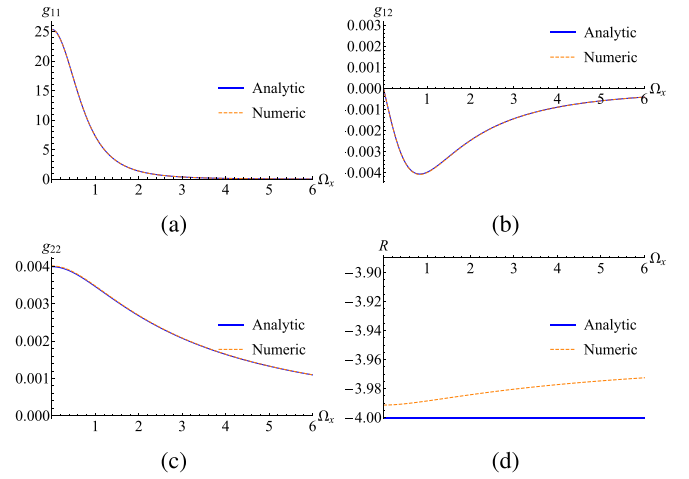 g11
25
20
15
10
5
0
1 2 3 4 5 6 Ωx
Analytic
Numeric
(a)
g12
0.003
0.002
0.001
0.000
-0.001
-0.002
-0.003
-0.004
1 2 3 4 5 6 Ωx
Analytic
Numeric
(b)
g22
0.004
0.003
0.002
0.001
0.000
1 2 3 4 5 6 Ωx
Analytic
Numeric
(c)
R
1 2 3 4 5 6 Ωx
-3.90
-3.92
-3.94
-3.96
-3.98
-4.00
Analytic
Numeric
(d)